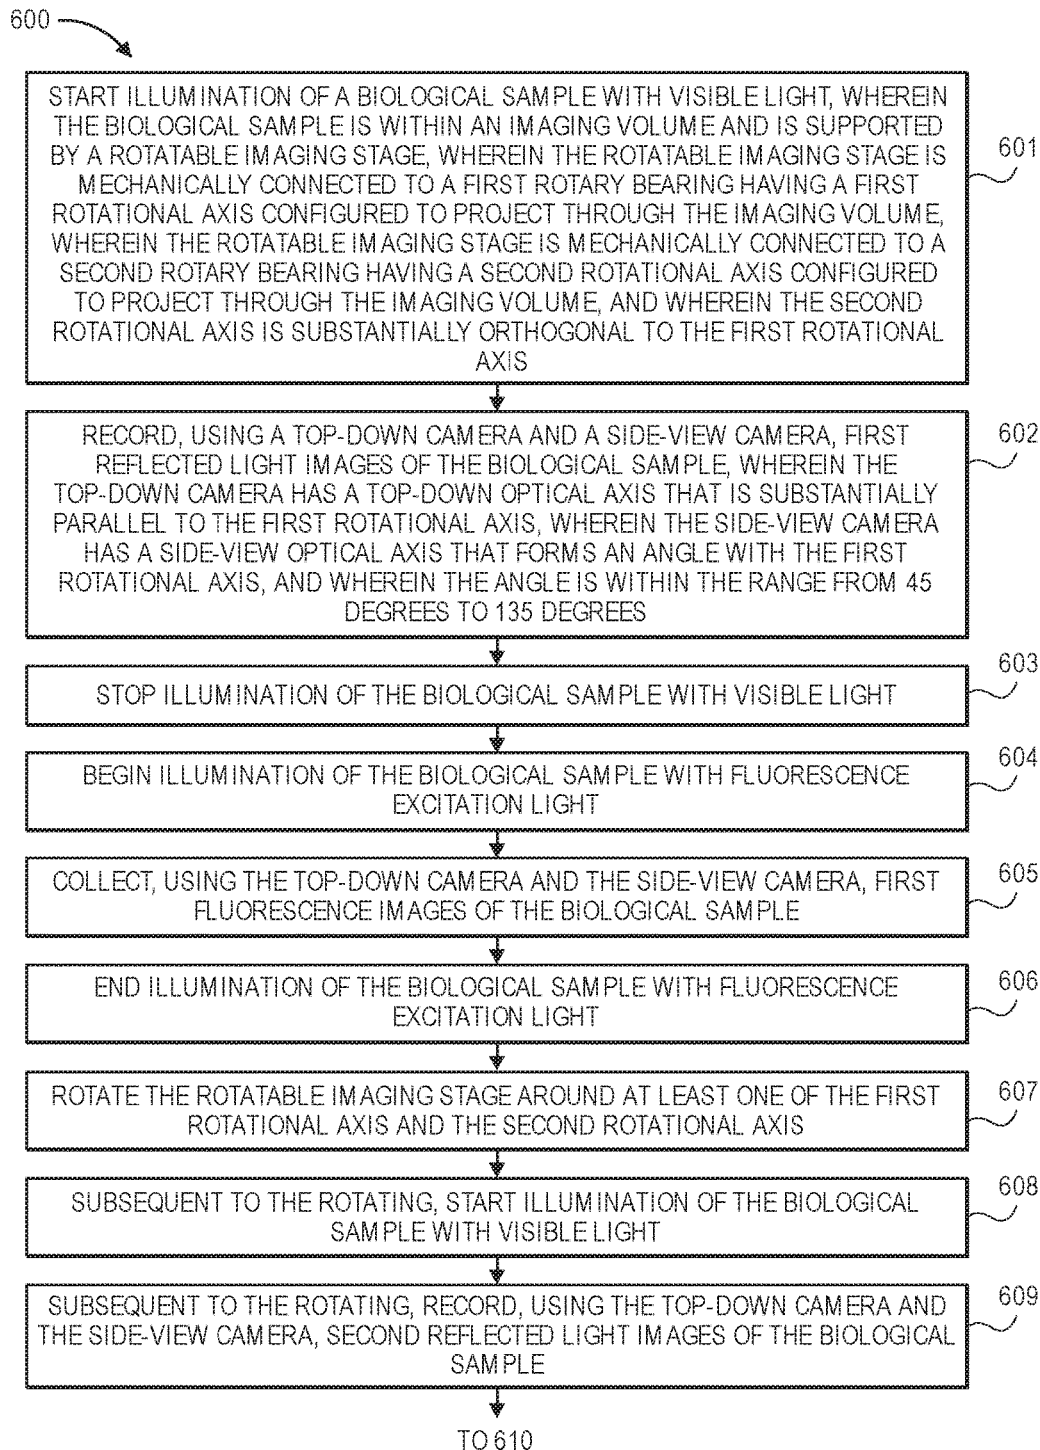 600
START ILLUMINATION OF A BIOLOGICAL SAMPLE WITH VISIBLE LIGHT, WHEREIN
THE BIOLOGICAL SAMPLE IS WITHIN AN IMAGING VOLUME AND IS SUPPORTED
BY A ROTATABLE IMAGING STAGE, WHEREIN THE ROTATABLE IMAGING STAGE IS
MECHANICALLY CONNECTED TO A FIRST ROTARY BEARING HAVING A FIRST
ROTATIONAL AXIS CONFIGURED TO PROJECT THROUGH THE IMAGING VOLUME,
WHEREIN THE ROTATABLE IMAGING STAGE IS MECHANICALLY CONNECTED TO A
SECOND ROTARY BEARING HAVING A SECOND ROTATIONAL AXIS CONFIGURED
TO PROJECT THROUGH THE IMAGING VOLUME, AND WHEREIN THE SECOND
ROTATIONAL AXIS IS SUBSTANTIALLY ORTHOGONAL TO THE FIRST ROTATIONAL
AXIS
601
RECORD, USING A TOP-DOWN CAMERA AND A SIDE-VIEW CAMERA, FIRST
REFLECTED LIGHT IMAGES OF THE BIOLOGICAL SAMPLE, WHEREIN THE
TOP-DOWN CAMERA HAS A TOP-DOWN OPTICAL AXIS THAT IS SUBSTANTIALLY
PARALLEL TO THE FIRST ROTATIONAL AXIS, WHEREIN THE SIDE-VIEW CAMERA
HAS A SIDE-VIEW OPTICAL AXIS THAT FORMS AN ANGLE WITH THE FIRST
ROTATIONAL AXIS, AND WHEREIN THE ANGLE IS WITHIN THE RANGE FROM 45
DEGREES TO 135 DEGREES
602
STOP ILLUMINATION OF THE BIOLOGICAL SAMPLE WITH VISIBLE LIGHT
603
BEGIN ILLUMINATION OF THE BIOLOGICAL SAMPLE WITH FLUORESCENCE
EXCITATION LIGHT
604
COLLECT, USING THE TOP-DOWN CAMERA AND THE SIDE-VIEW CAMERA, FIRST
FLUORESCENCE IMAGES OF THE BIOLOGICAL SAMPLE
605
END ILLUMINATION OF THE BIOLOGICAL SAMPLE WITH FLUORESCENCE
EXCITATION LIGHT
606
ROTATE THE ROTATABLE IMAGING STAGE AROUND AT LEAST ONE OF THE FIRST
ROTATIONAL AXIS AND THE SECOND ROTATIONAL AXIS
607
SUBSEQUENT TO THE ROTATING, START ILLUMINATION OF THE BIOLOGICAL
SAMPLE WITH VISIBLE LIGHT
608
SUBSEQUENT TO THE ROTATING, RECORD, USING THE TOP-DOWN CAMERA AND
THE SIDE-VIEW CAMERA, SECOND REFLECTED LIGHT IMAGES OF THE BIOLOGICAL
SAMPLE
609
TO 610